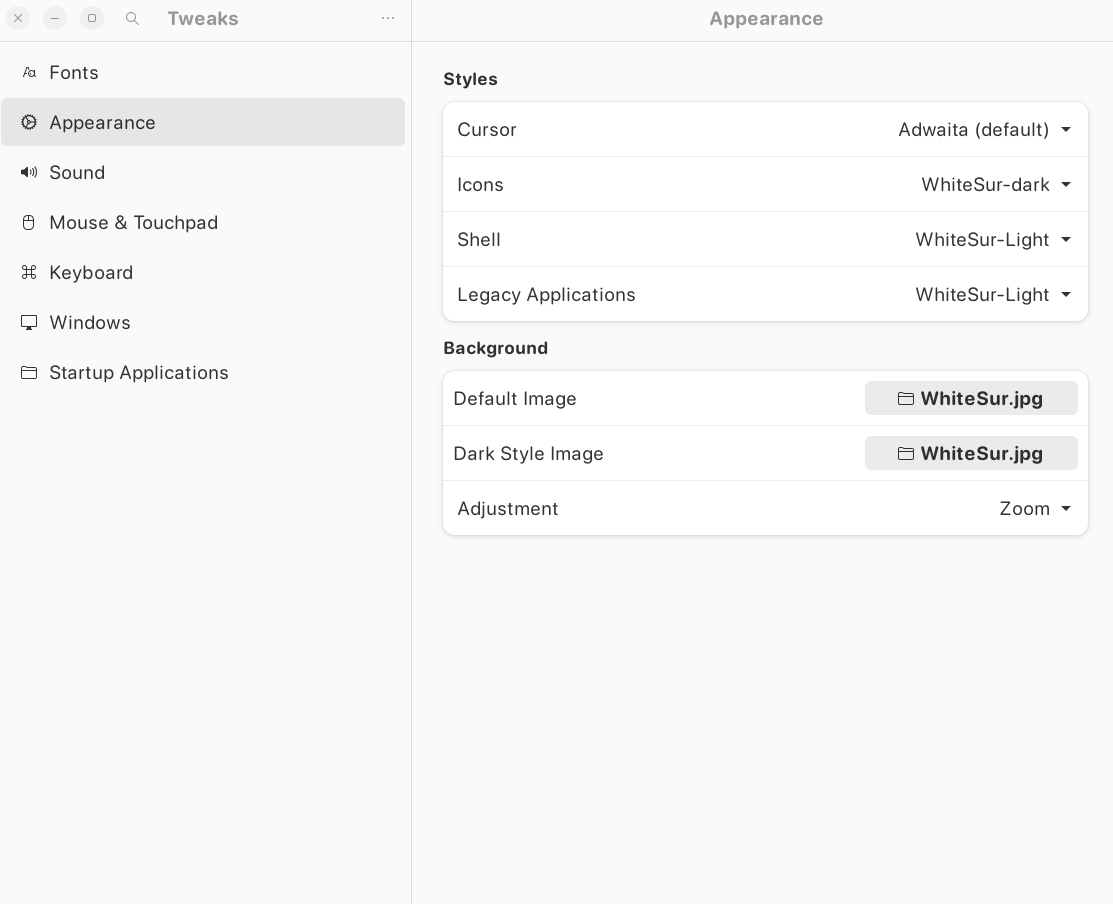 Tweaks
Appearance
Fonts
Appearance
Sound
Mouse & Touchpad
Keyboard
Windows
Startup Applications
Styles
Cursor Adwaita (default)
Icons WhiteSur-dark
Shell WhiteSur-Light
Legacy Applications WhiteSur-Light
Background
Default Image WhiteSur.jpg
Dark Style Image WhiteSur.jpg
Adjustment Zoom